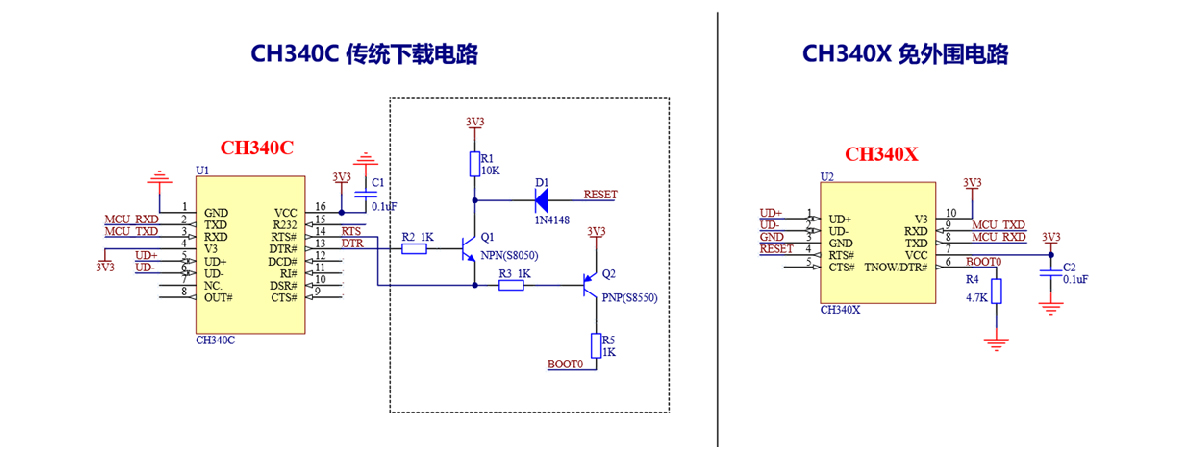 CH340C 传统下载电路
CH340X 免外围电路
CH340C
U1
1 GND VCC 16 3V3
MCU_RXD 2 TXD R232 15
MCU_TXD 3 RXD RTS# 14 RTS
3V3 4 V3 DTR# 13 DTR
UD+ 5 UD+ DCD# 12
UD- 6 UD- RI# 11
7 NC. DSR# 10
8 OUT# CTS# 9
CH340C
C1
0.1uF
3V3
R1
10K
D1
1N4148
RESET
R2 1K
Q1
NPN(S8050)
R3 1K
3V3
Q2
PNP(S8550)
R5
1K
BOOT0
CH340X
U2
UD+ 1 UD+ V3 10 3V3
UD- 2 UD- RXD 9 MCU_TXD
GND 3 GND TXD 8 MCU_RXD
RESET 4 RTS# VCC 7 3V3
5 CTS# TNOW/DTR# 6 BOOT0
CH340X
R4
4.7K
C2
0.1uF